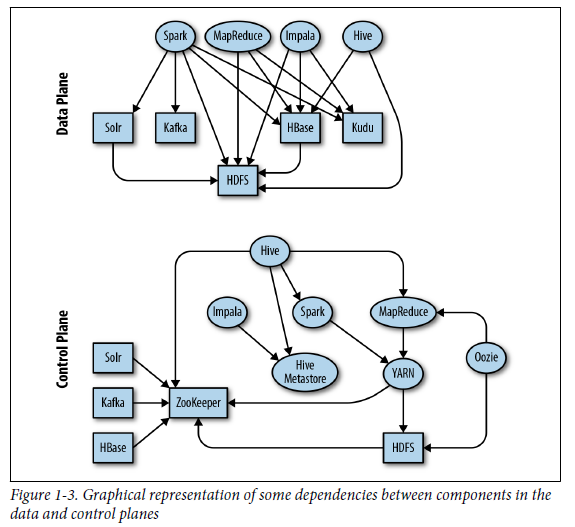 Data Plane
Spark
MapReduce
Impala
Hive
Solr
Kafka
HBase
Kudu
HDFS
Control Plane
Hive
Impala
Spark
MapReduce
Solr
Hive
Metastore
YARN
Oozie
Kafka
ZooKeeper
HBase
HDFS
Figure 1-3. Graphical representation of some dependencies between components in the
data and control planes